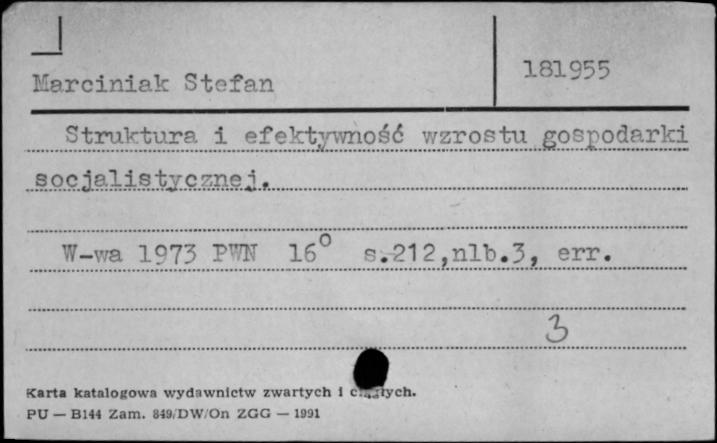 Marciniak Stefan
181955
Struktura i efektywność wzrostu gospodarki
socjalistycznej.
W-wa 1973 PWN 16° s.212,nlb.3, err.
3
Karta katalogowa wydawnictw zwartych i
PU — B144 Zam. 849/DW/On ZGG — 1991